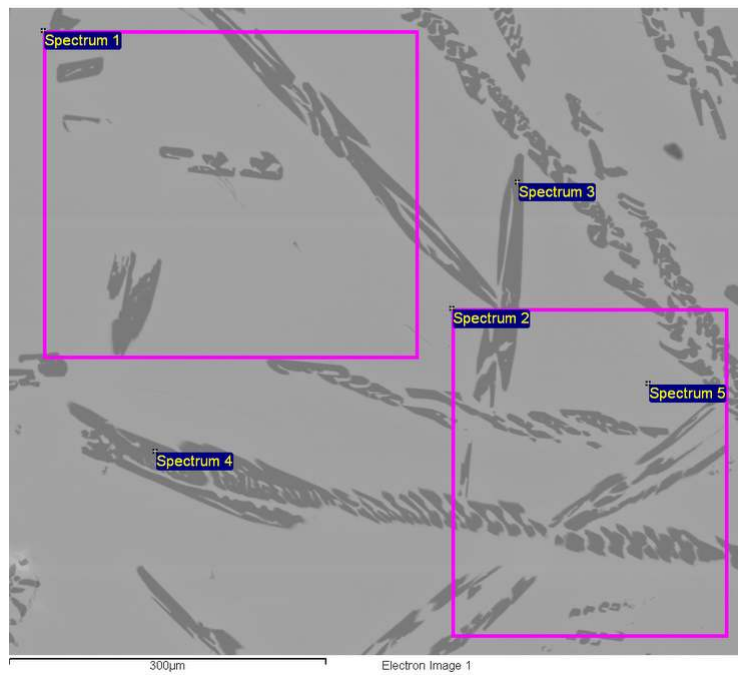 Spectrum 1
Spectrum 3
Spectrum 2
Spectrum 5
Spectrum 4
300µm
Electron Image 1